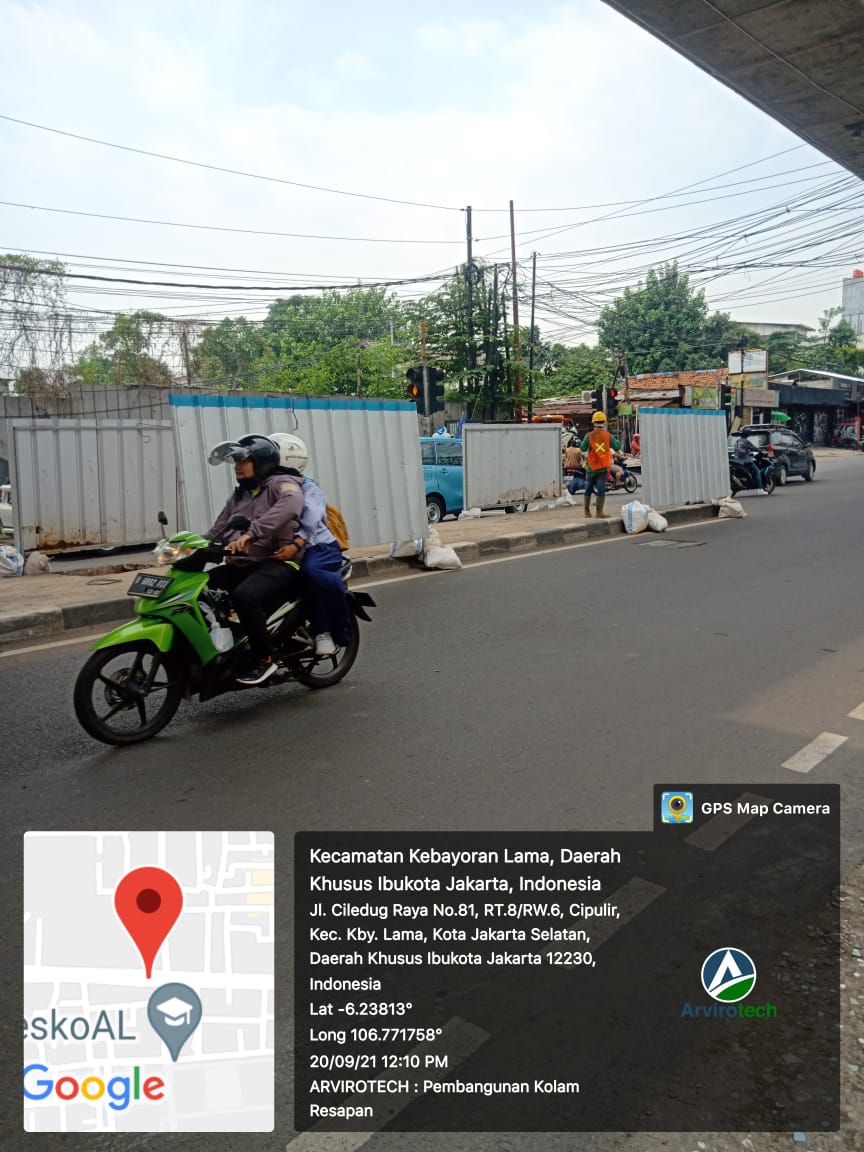 GPS Map Camera
Kecamatan Kebayoran Lama, Daerah
Khusus Ibukota Jakarta, Indonesia
Jl. Ciledug Raya No.81, RT.8/RW.6, Cipulir,
Kec. Kby. Lama, Kota Jakarta Selatan,
Daerah Khusus Ibukota Jakarta 12230,
Indonesia
Lat -6.23813°
Long 106.771758°
20/09/21 12:10 PM
ARVIROTECH : Pembangunan Kolam
Resapan
Arvirotech
eskoAL
Google